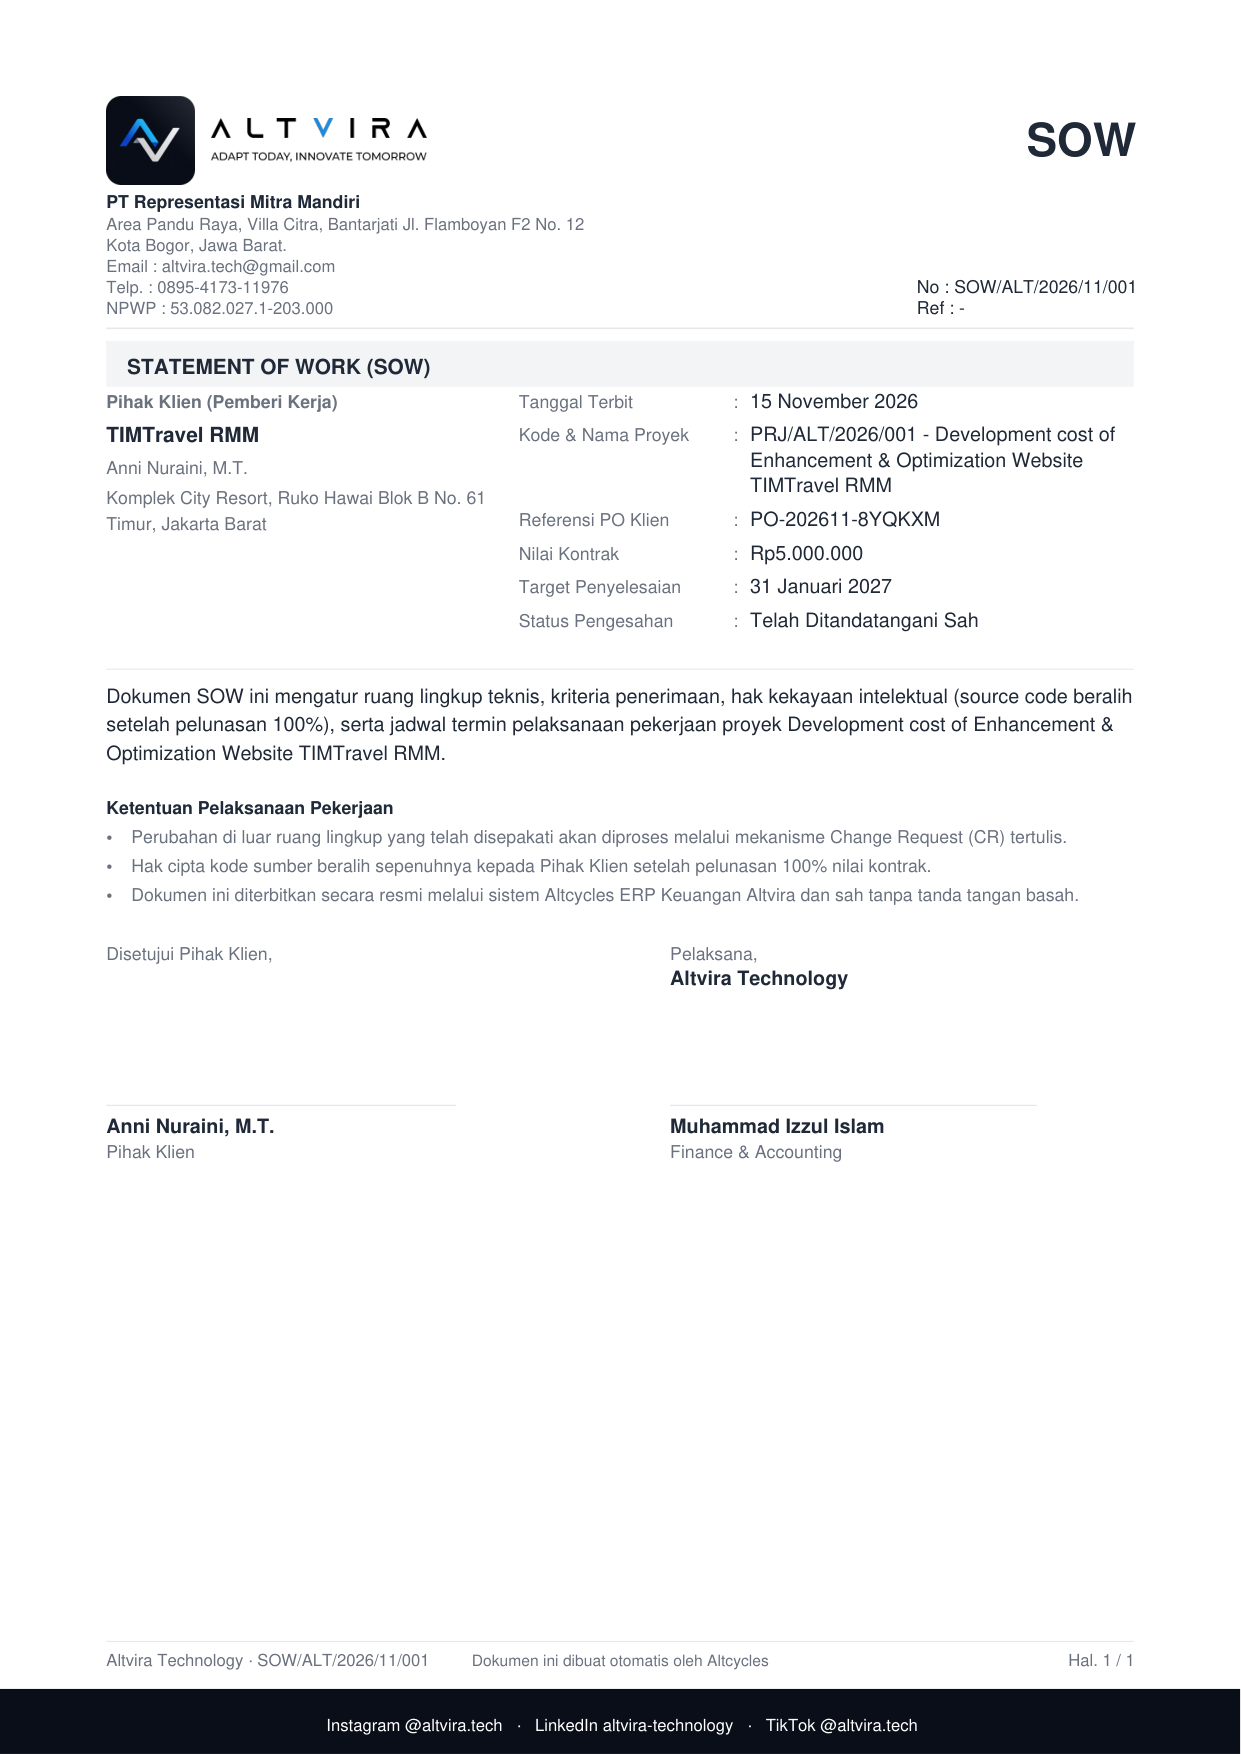 ALTVIRA
ADAPT TODAY, INNOVATE TOMORROW
SOW
PT Representasi Mitra Mandiri
Area Pandu Raya, Villa Citra, Bantarjati Jl. Flamboyan F2 No. 12
Kota Bogor, Jawa Barat.
Email : altvira.tech@gmail.com
Telp. : 0895-4173-11976
NPWP : 53.082.027.1-203.000
No : SOW/ALT/2026/11/001
Ref : -
STATEMENT OF WORK (SOW)
Pihak Klien (Pemberi Kerja)
TIMTravel RMM
Anni Nuraini, M.T.
Komplek City Resort, Ruko Hawai Blok B No. 61
Timur, Jakarta Barat
Tanggal Terbit : 15 November 2026
Kode & Nama Proyek : PRJ/ALT/2026/001 - Development cost of
Enhancement & Optimization Website
TIMTravel RMM
Referensi PO Klien : PO-202611-8YQKXM
Nilai Kontrak : Rp5.000.000
Target Penyelesaian : 31 Januari 2027
Status Pengesahan : Telah Ditandatangani Sah
Dokumen SOW ini mengatur ruang lingkup teknis, kriteria penerimaan, hak kekayaan intelektual (source code beralih
setelah pelunasan 100%), serta jadwal termin pelaksanaan pekerjaan proyek Development cost of Enhancement &
Optimization Website TIMTravel RMM.
Ketentuan Pelaksanaan Pekerjaan
• Perubahan di luar ruang lingkup yang telah disepakati akan diproses melalui mekanisme Change Request (CR) tertulis.
• Hak cipta kode sumber beralih sepenuhnya kepada Pihak Klien setelah pelunasan 100% nilai kontrak.
• Dokumen ini diterbitkan secara resmi melalui sistem Altcycles ERP Keuangan Altvira dan sah tanpa tanda tangan basah.
Disetujui Pihak Klien,
Pelaksana,
Altvira Technology
Anni Nuraini, M.T.
Pihak Klien
Muhammad Izzul Islam
Finance & Accounting
Altvira Technology · SOW/ALT/2026/11/001 Dokumen ini dibuat otomatis oleh Altcycles Hal. 1 / 1
Instagram @altvira.tech · LinkedIn altvira-technology · TikTok @altvira.tech